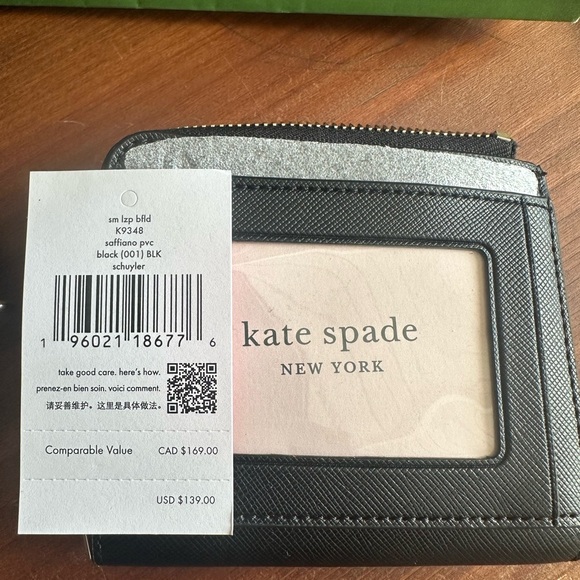 sm lzp bfld
K9348
saffiano pvc
black (001) BLK
schuyler
1 96021 18677 6
take good care. here's how.
prenez-en bien soin. voici comment.
请妥善维护。这里是具体做法。
Comparable Value CAD $169.00
USD $139.00
kate spade
NEW YORK